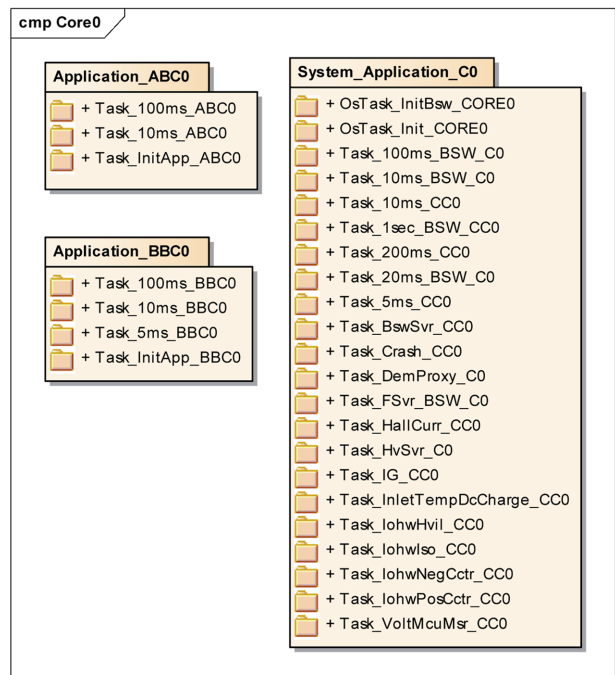 cmp Core0
Application_ABC0
+ Task_100ms_ABC0
+ Task_10ms_ABC0
+ Task_InitApp_ABC0
Application_BBC0
+ Task_100ms_BBC0
+ Task_10ms_BBC0
+ Task_5ms_BBC0
+ Task_InitApp_BBC0
System_Application_C0
+ OsTask_InitBsw_CORE0
+ OsTask_Init_CORE0
+ Task_100ms_BSW_C0
+ Task_10ms_BSW_C0
+ Task_10ms_CC0
+ Task_1sec_BSW_CC0
+ Task_200ms_CC0
+ Task_20ms_BSW_C0
+ Task_5ms_CC0
+ Task_BswSvr_CC0
+ Task_Crash_CC0
+ Task_DemProxy_C0
+ Task_FSvr_BSW_C0
+ Task_HallCurr_CC0
+ Task_HvSvr_C0
+ Task_IG_CC0
+ Task_InletTempDcCharge_CC0
+ Task_IohwHvil_CC0
+ Task_IohwIso_CC0
+ Task_IohwNegCctr_CC0
+ Task_IohwPosCctr_CC0
+ Task_VoltMcuMsr_CC0